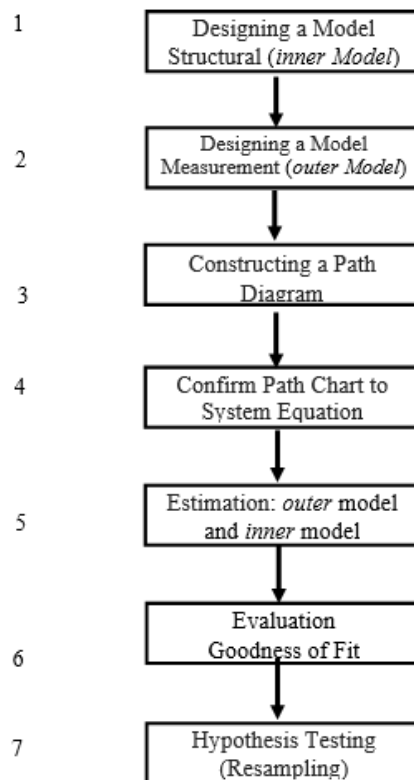 1
Designing a Model
Structural (inner Model)
2
Designing a Model
Measurement (outer Model)
3
Constructing a Path
Diagram
4
Confirm Path Chart to
System Equation
5
Estimation: outer model
and inner model
6
Evaluation
Goodness of Fit
7
Hypothesis Testing
(Resampling)